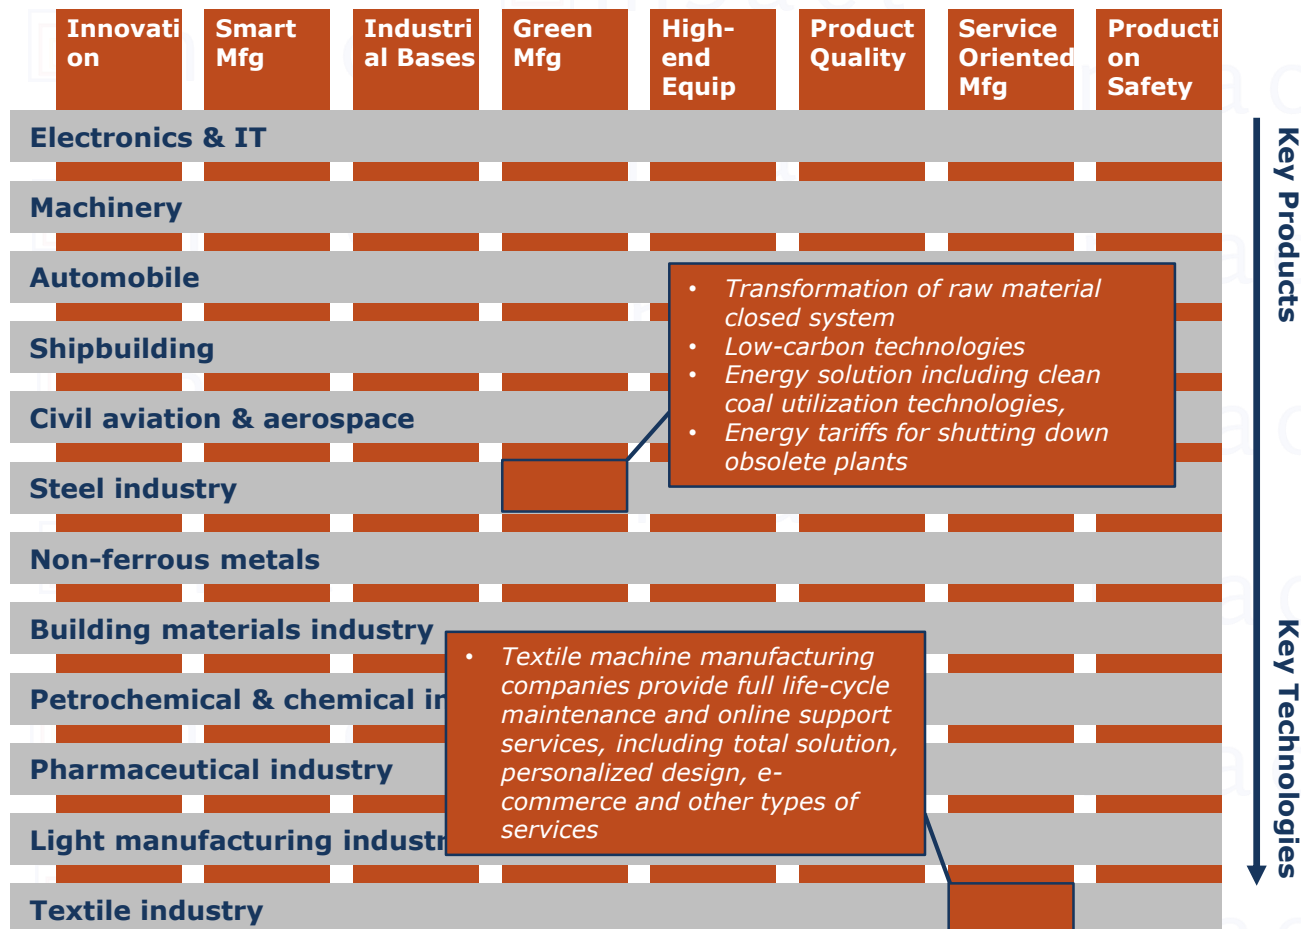 Innovati
on
Smart
Mfg
Industri
al Bases
Green
Mfg
High-
end
Equip
Product
Quality
Service
Oriented
Mfg
Producti
on
Safety
Electronics & IT
Machinery
Automobile
Shipbuilding
Civil aviation & aerospace
Steel industry
Non-ferrous metals
Building materials industry
Petrochemical & chemical in
Pharmaceutical industry
Light manufacturing industr
Textile industry
• Transformation of raw material
closed system
• Low-carbon technologies
• Energy solution including clean
coal utilization technologies,
• Energy tariffs for shutting down
obsolete plants
• Textile machine manufacturing
companies provide full life-cycle
maintenance and online support
services, including total solution,
personalized design, e-
commerce and other types of
services
Key Products
Key Technologies